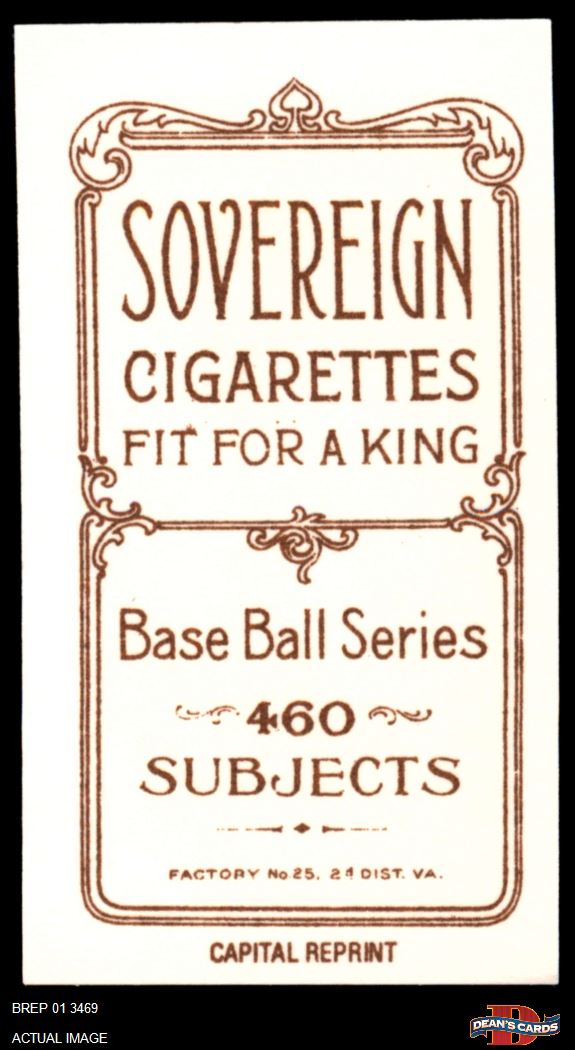 SOVEREIGN
CIGARETTES
FIT FOR A KING
Base Ball Series
460
SUBJECTS
FACTORY No. 25, 2d DIST. VA.
CAPITAL REPRINT
BREP 01 3469
ACTUAL IMAGE
DEAN'S CARDS